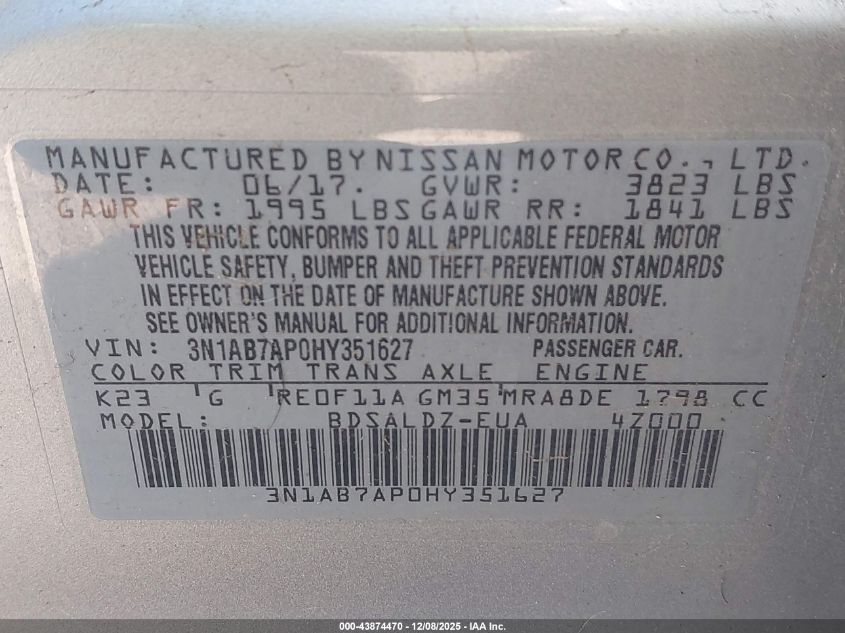 MANUFACTURED BY NISSAN MOTOR CO., LTD.
DATE: 06/17. GVWR: 3823 LBS
GAWR FR: 1995 LBS GAWR RR: 1841 LBS
THIS VEHICLE CONFORMS TO ALL APPLICABLE FEDERAL MOTOR
VEHICLE SAFETY, BUMPER AND THEFT PREVENTION STANDARDS
IN EFFECT ON THE DATE OF MANUFACTURE SHOWN ABOVE.
SEE OWNER'S MANUAL FOR ADDITIONAL INFORMATION.
VIN: 3N1AB7AP0HY351627 PASSENGER CAR.
COLOR TRIM TRANS AXLE ENGINE
K23 G RE0F11A GM35 MRA8DE 1798 CC
MODEL: BDSALDZ-EUA 4Z000
3N1AB7AP0HY351627
000-43874470 - 12/08/2025 - IAA Inc.